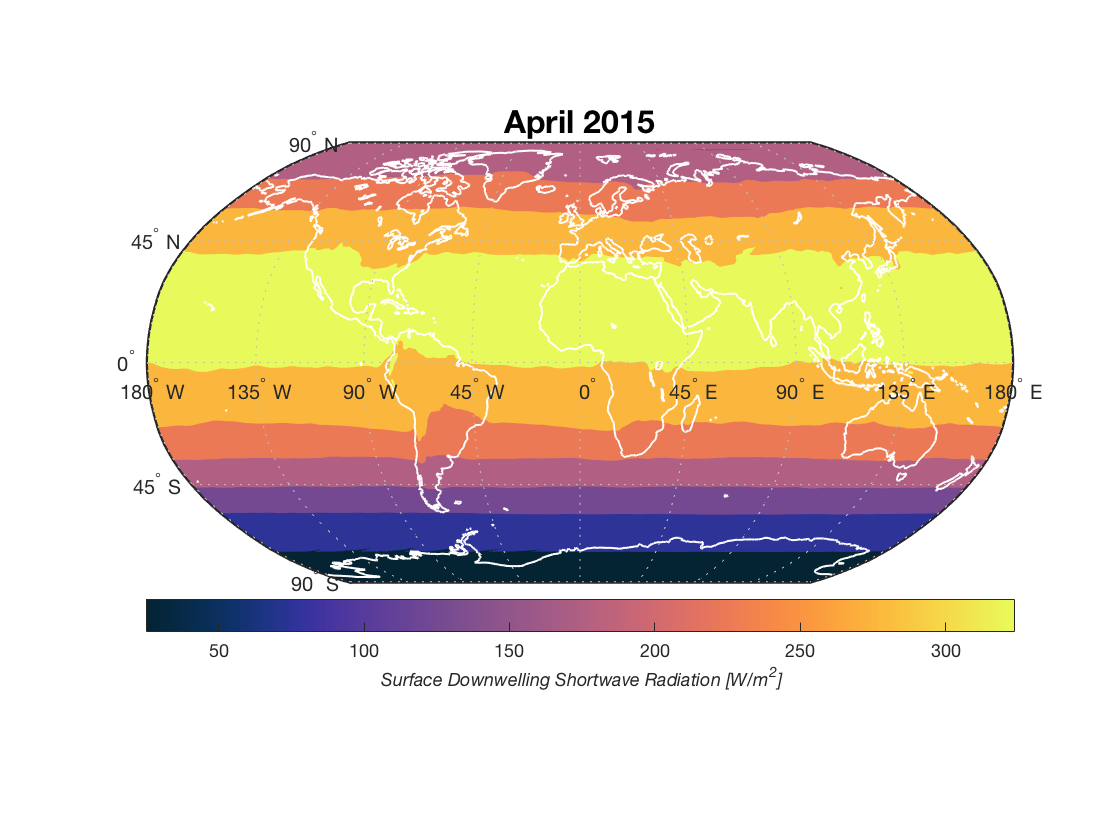 April 2015
90° N
45° N
0°
180° W 135° W 90° W 45° W 0° 45° E 90° E 135° E 180° E
45° S
90° S
50 100 150 200 250 300
Surface Downwelling Shortwave Radiation [W/m²]